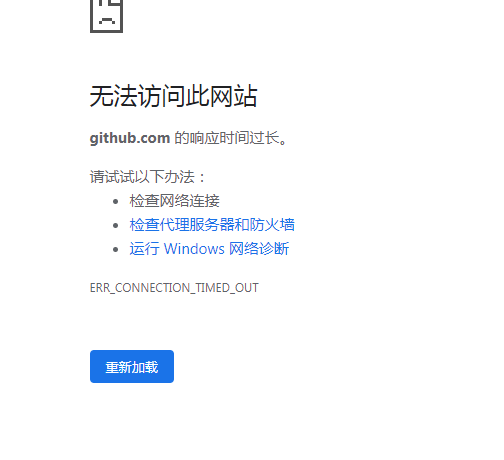 无法访问此网站
github.com 的响应时间过长。
请试试以下办法：
检查网络连接
检查代理服务器和防火墙
运行 Windows 网络诊断
ERR_CONNECTION_TIMED_OUT
重新加载